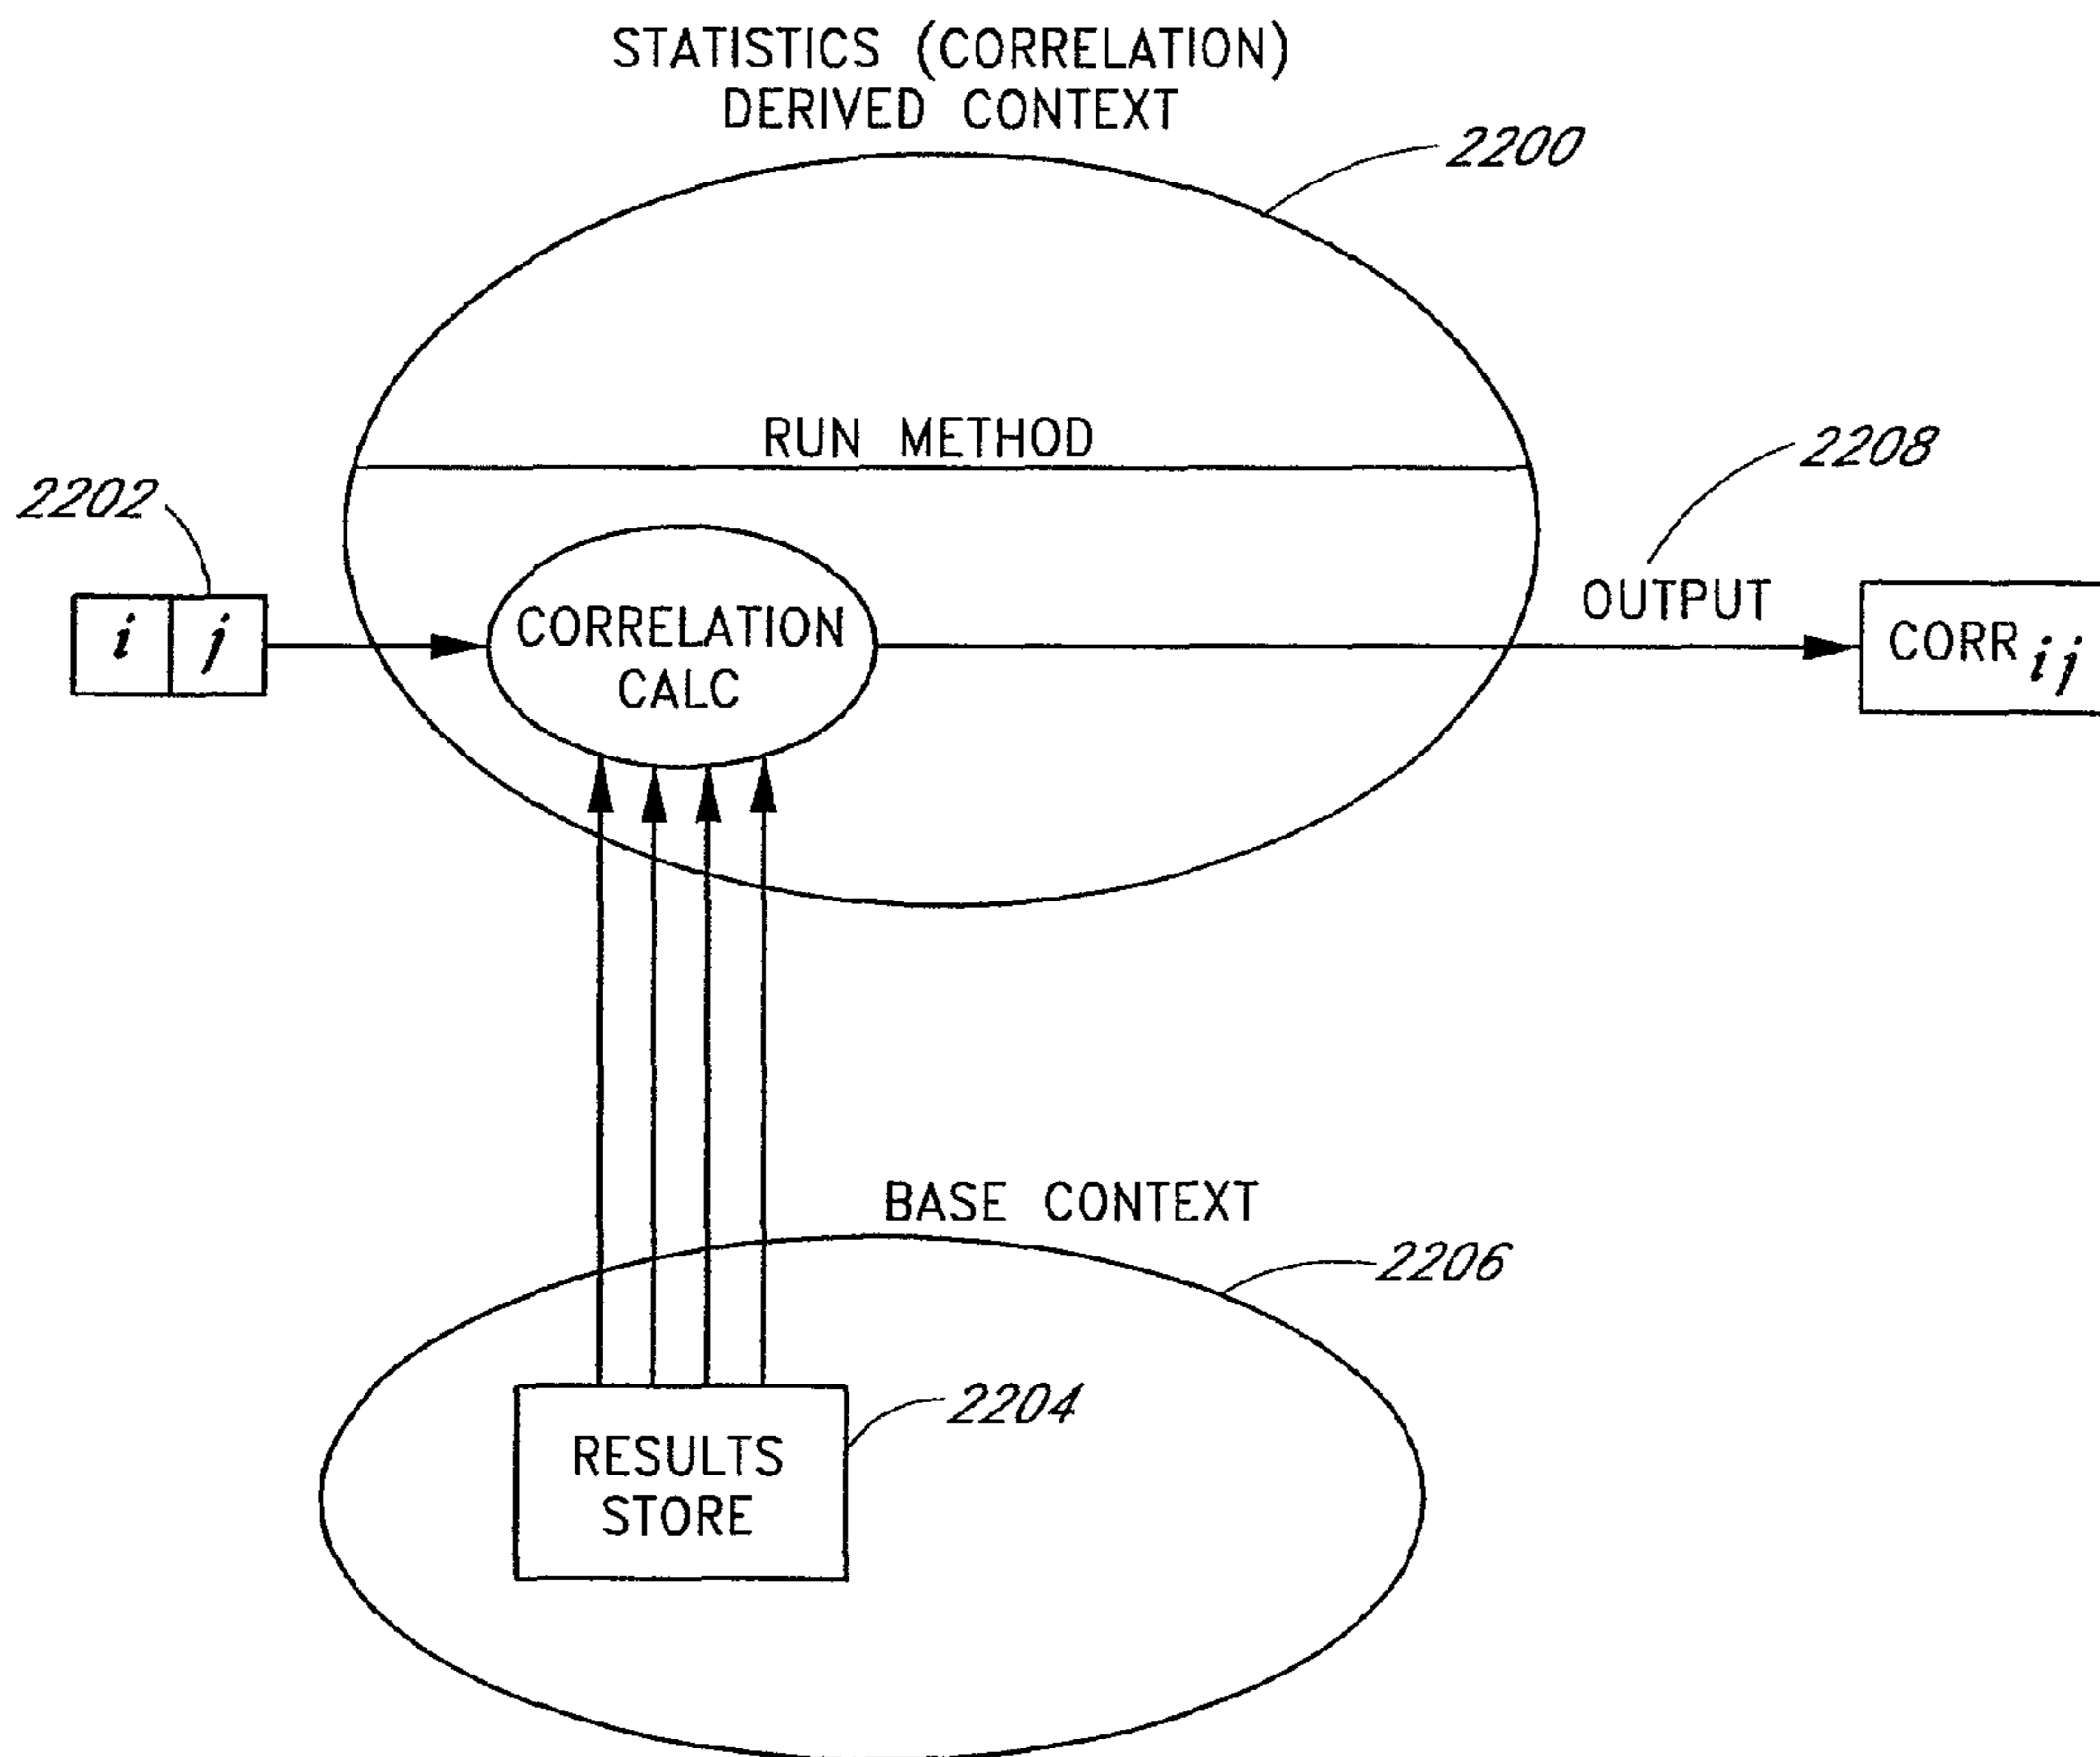 STATISTICS (CORRELATION)
DERIVED CONTEXT
2200
RUN METHOD
2208
2202
i j
CORRELATION
CALC
OUTPUT
CORR ij
BASE CONTEXT
2206
2204
RESULTS
STORE